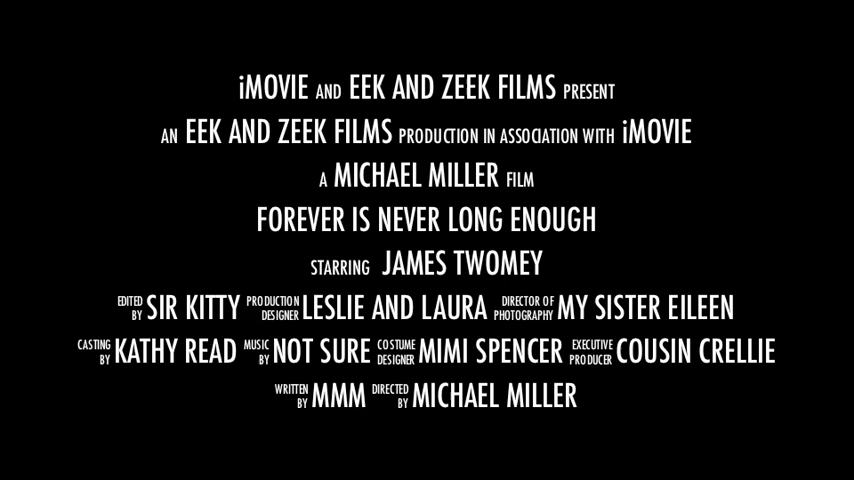 iMOVIE AND EEK AND ZEEK FILMS PRESENT
AN EEK AND ZEEK FILMS PRODUCTION IN ASSOCIATION WITH iMOVIE
A MICHAEL MILLER FILM
FOREVER IS NEVER LONG ENOUGH
STARRING JAMES TWOMEY
EDITED BY SIR KITTY PRODUCTION DESIGNER LESLIE AND LAURA DIRECTOR OF PHOTOGRAPHY MY SISTER EILEEN
CASTING BY KATHY READ MUSIC BY NOT SURE COSTUME DESIGNER MIMI SPENCER EXECUTIVE PRODUCER COUSIN CRELLIE
WRITTEN BY MMM DIRECTED BY MICHAEL MILLER